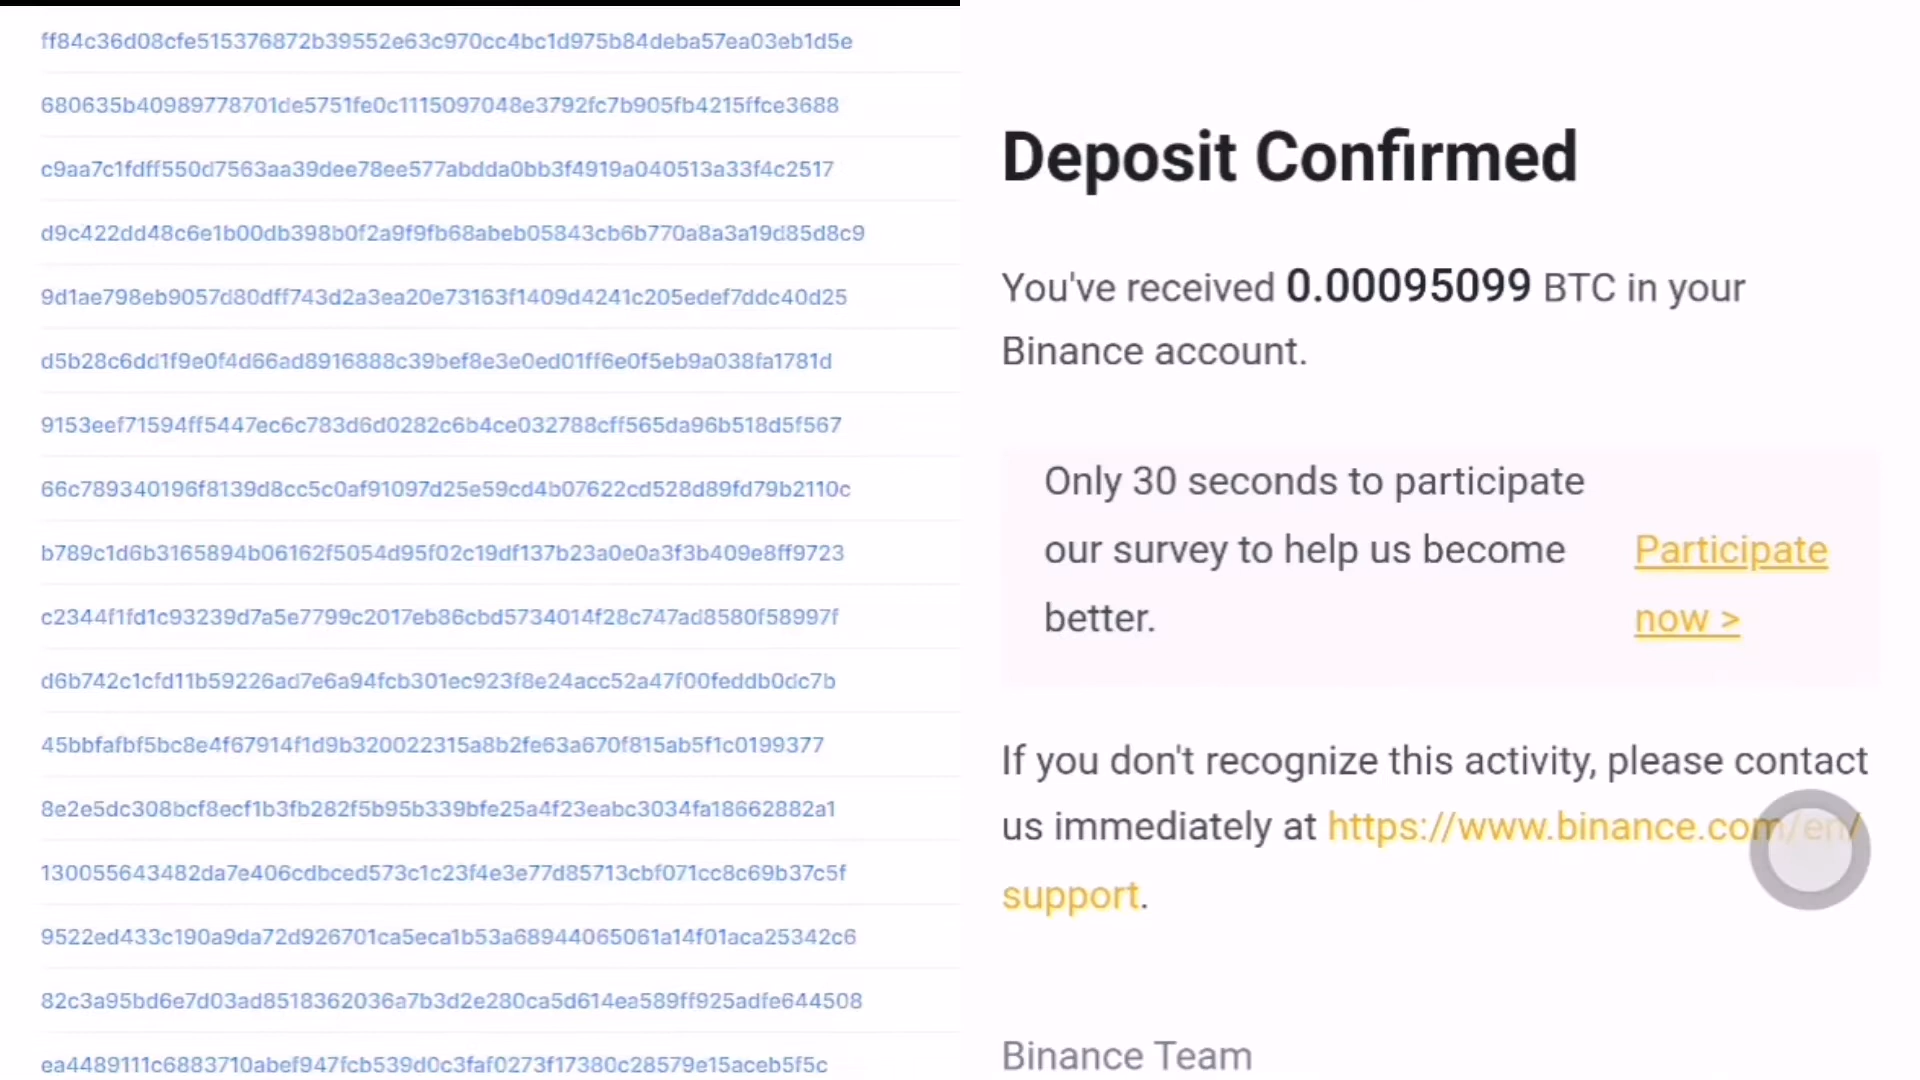 ff84c36d08cfe515376872b39552e63c970cc4bc1d975b84deba57ea03eb1d5e
680635b40989778701de5751fe0c1115097048e3792fc7b905fb4215ffce3688
c9aa7c1fdff550d7563aa39dee78ee577abdda0bb3f4919a040513a33f4c2517
d9c422dd48c6e1b00db398b0f2a9f9fb68abeb05843cb6b770a8a3a19d85d8c9
9d1ae798eb9057d80dff743d2a3ea20e73163f1409d4241c205edef7ddc40d25
d5b28c6dd1f9e0f4d66ad8916888c39bef8e3e0ed01ff6e0f5eb9a038fa1781d
9153eef71594ff5447ec6c783d6d0282c6b4ce032788cff565da96b518d5f567
66c789340196f8139d8cc5c0af91097d25e59cd4b07622cd528d89fd79b2110c
b789c1d6b3165894b06162f5054d95f02c19df137b23a0e0a3f3b409e8ff9723
c2344f1fd1c93239d7a5e7799c2017eb86cbd5734014f28c747ad8580f58997f
d6b742c1cfd11b59226ad7e6a94fcb301ec923f8e24acc52a47f00feddb0dc7b
45bbfafbf5bc8e4f67914f1d9b320022315a8b2fe63a670f815ab5f1c0199377
8e2e5dc308bcf8ecf1b3fb282f5b95b339bfe25a4f23eabc3034fa18662882a1
130055643482da7e406cdbced573c1c23f4e3e77d85713cbf071cc8c69b37c5f
9522ed433c190a9da72d926701ca5eca1b53a68944065061a14f01aca25342c6
82c3a95bd6e7d03ad8518362036a7b3d2e280ca5d614ea589ff925adfe644508
ea4489111c6883710abef947fcb539d0c3faf0273f17380c28579e15aceb5f5c
Deposit Confirmed
You've received 0.00095099 BTC in your
Binance account.
Only 30 seconds to participate
our survey to help us become
better.
Participate
now >
If you don't recognize this activity, please contact
us immediately at https://www.binance.com/en/
support.
Binance Team